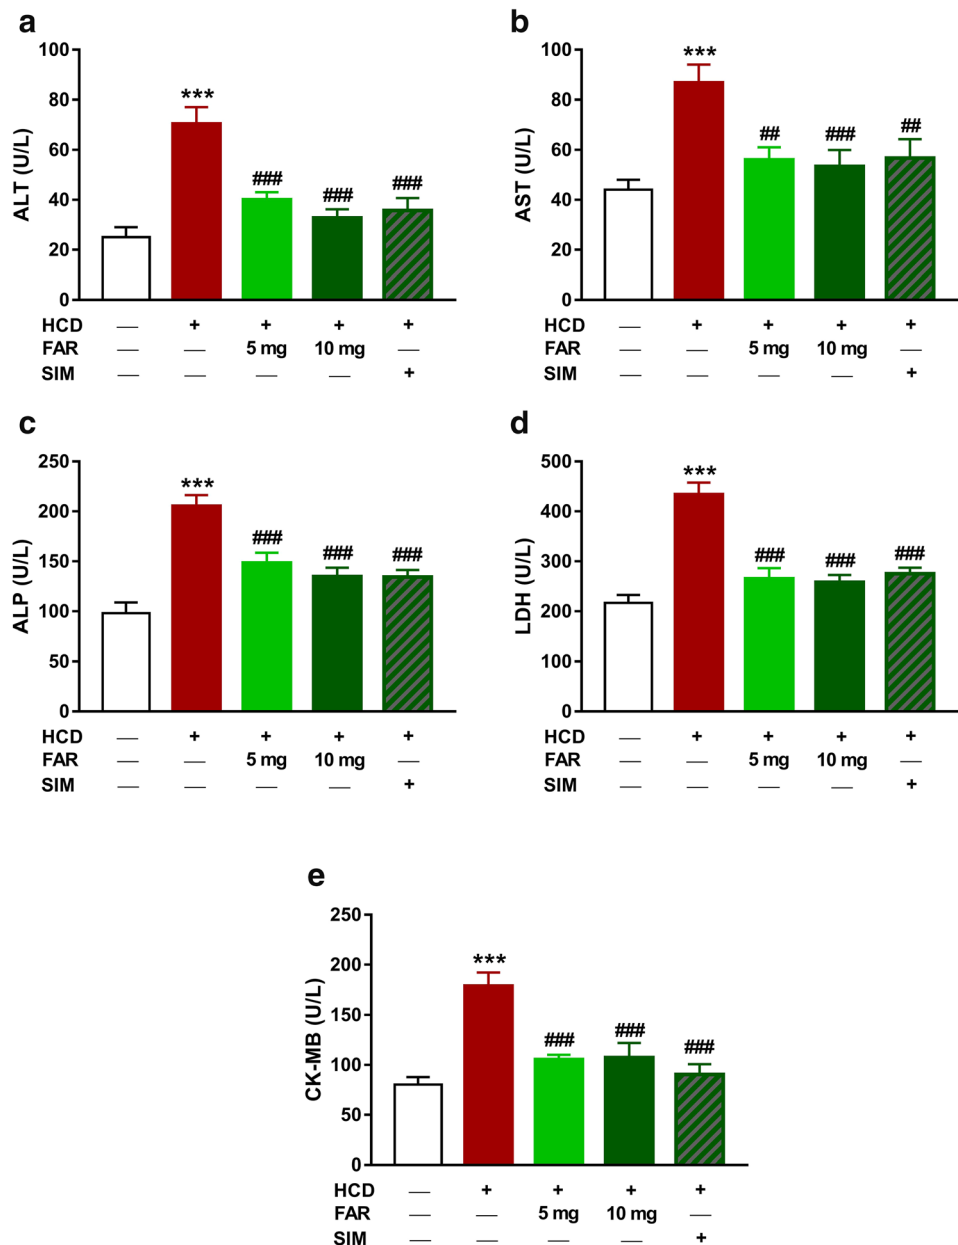 a
ALT (U/L)
100
80
60
40
20
0
***
###
###
###
HCD — + + + +
FAR — — 5 mg 10 mg —
SIM — — — — +
b
AST (U/L)
100
80
60
40
20
0
***
##
###
##
HCD — + + + +
FAR — — 5 mg 10 mg —
SIM — — — — +
c
ALP (U/L)
250
200
150
100
50
0
***
###
###
###
HCD — + + + +
FAR — — 5 mg 10 mg —
SIM — — — — +
d
LDH (U/L)
500
400
300
200
100
0
***
###
###
###
HCD — + + + +
FAR — — 5 mg 10 mg —
SIM — — — — +
e
CK-MB (U/L)
250
200
150
100
50
0
***
###
###
###
HCD — + + + +
FAR — — 5 mg 10 mg —
SIM — — — — +